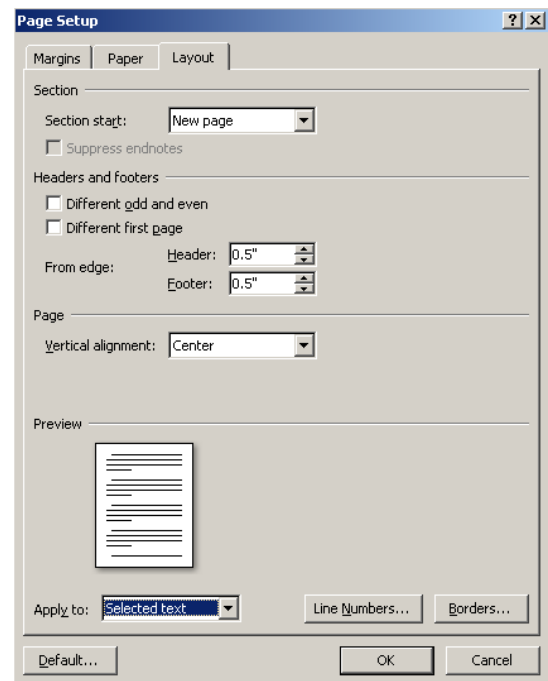 Page Setup
Margins Paper Layout
Section
Section start: New page
Suppress endnotes
Headers and footers
Different odd and even
Different first page
From edge:
Header: 0.5"
Footer: 0.5"
Page
Vertical alignment: Center
Preview
Apply to: Selected text Line Numbers... Borders...
Default... OK Cancel